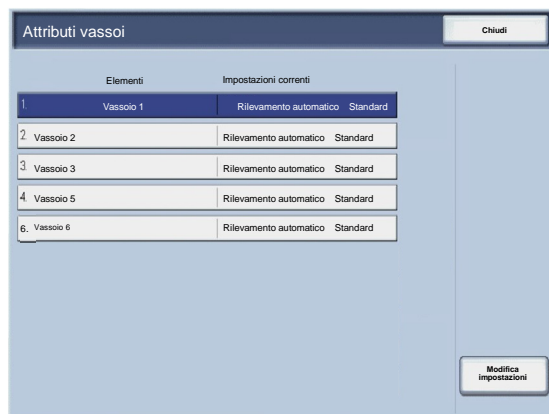 Attributi vassoi
Chiudi
Elementi Impostazioni correnti
1. Vassoio 1 Rilevamento automatico Standard
2. Vassoio 2 Rilevamento automatico Standard
3. Vassoio 3 Rilevamento automatico Standard
4. Vassoio 5 Rilevamento automatico Standard
6. Vassoio 6 Rilevamento automatico Standard
Modifica
impostazioni